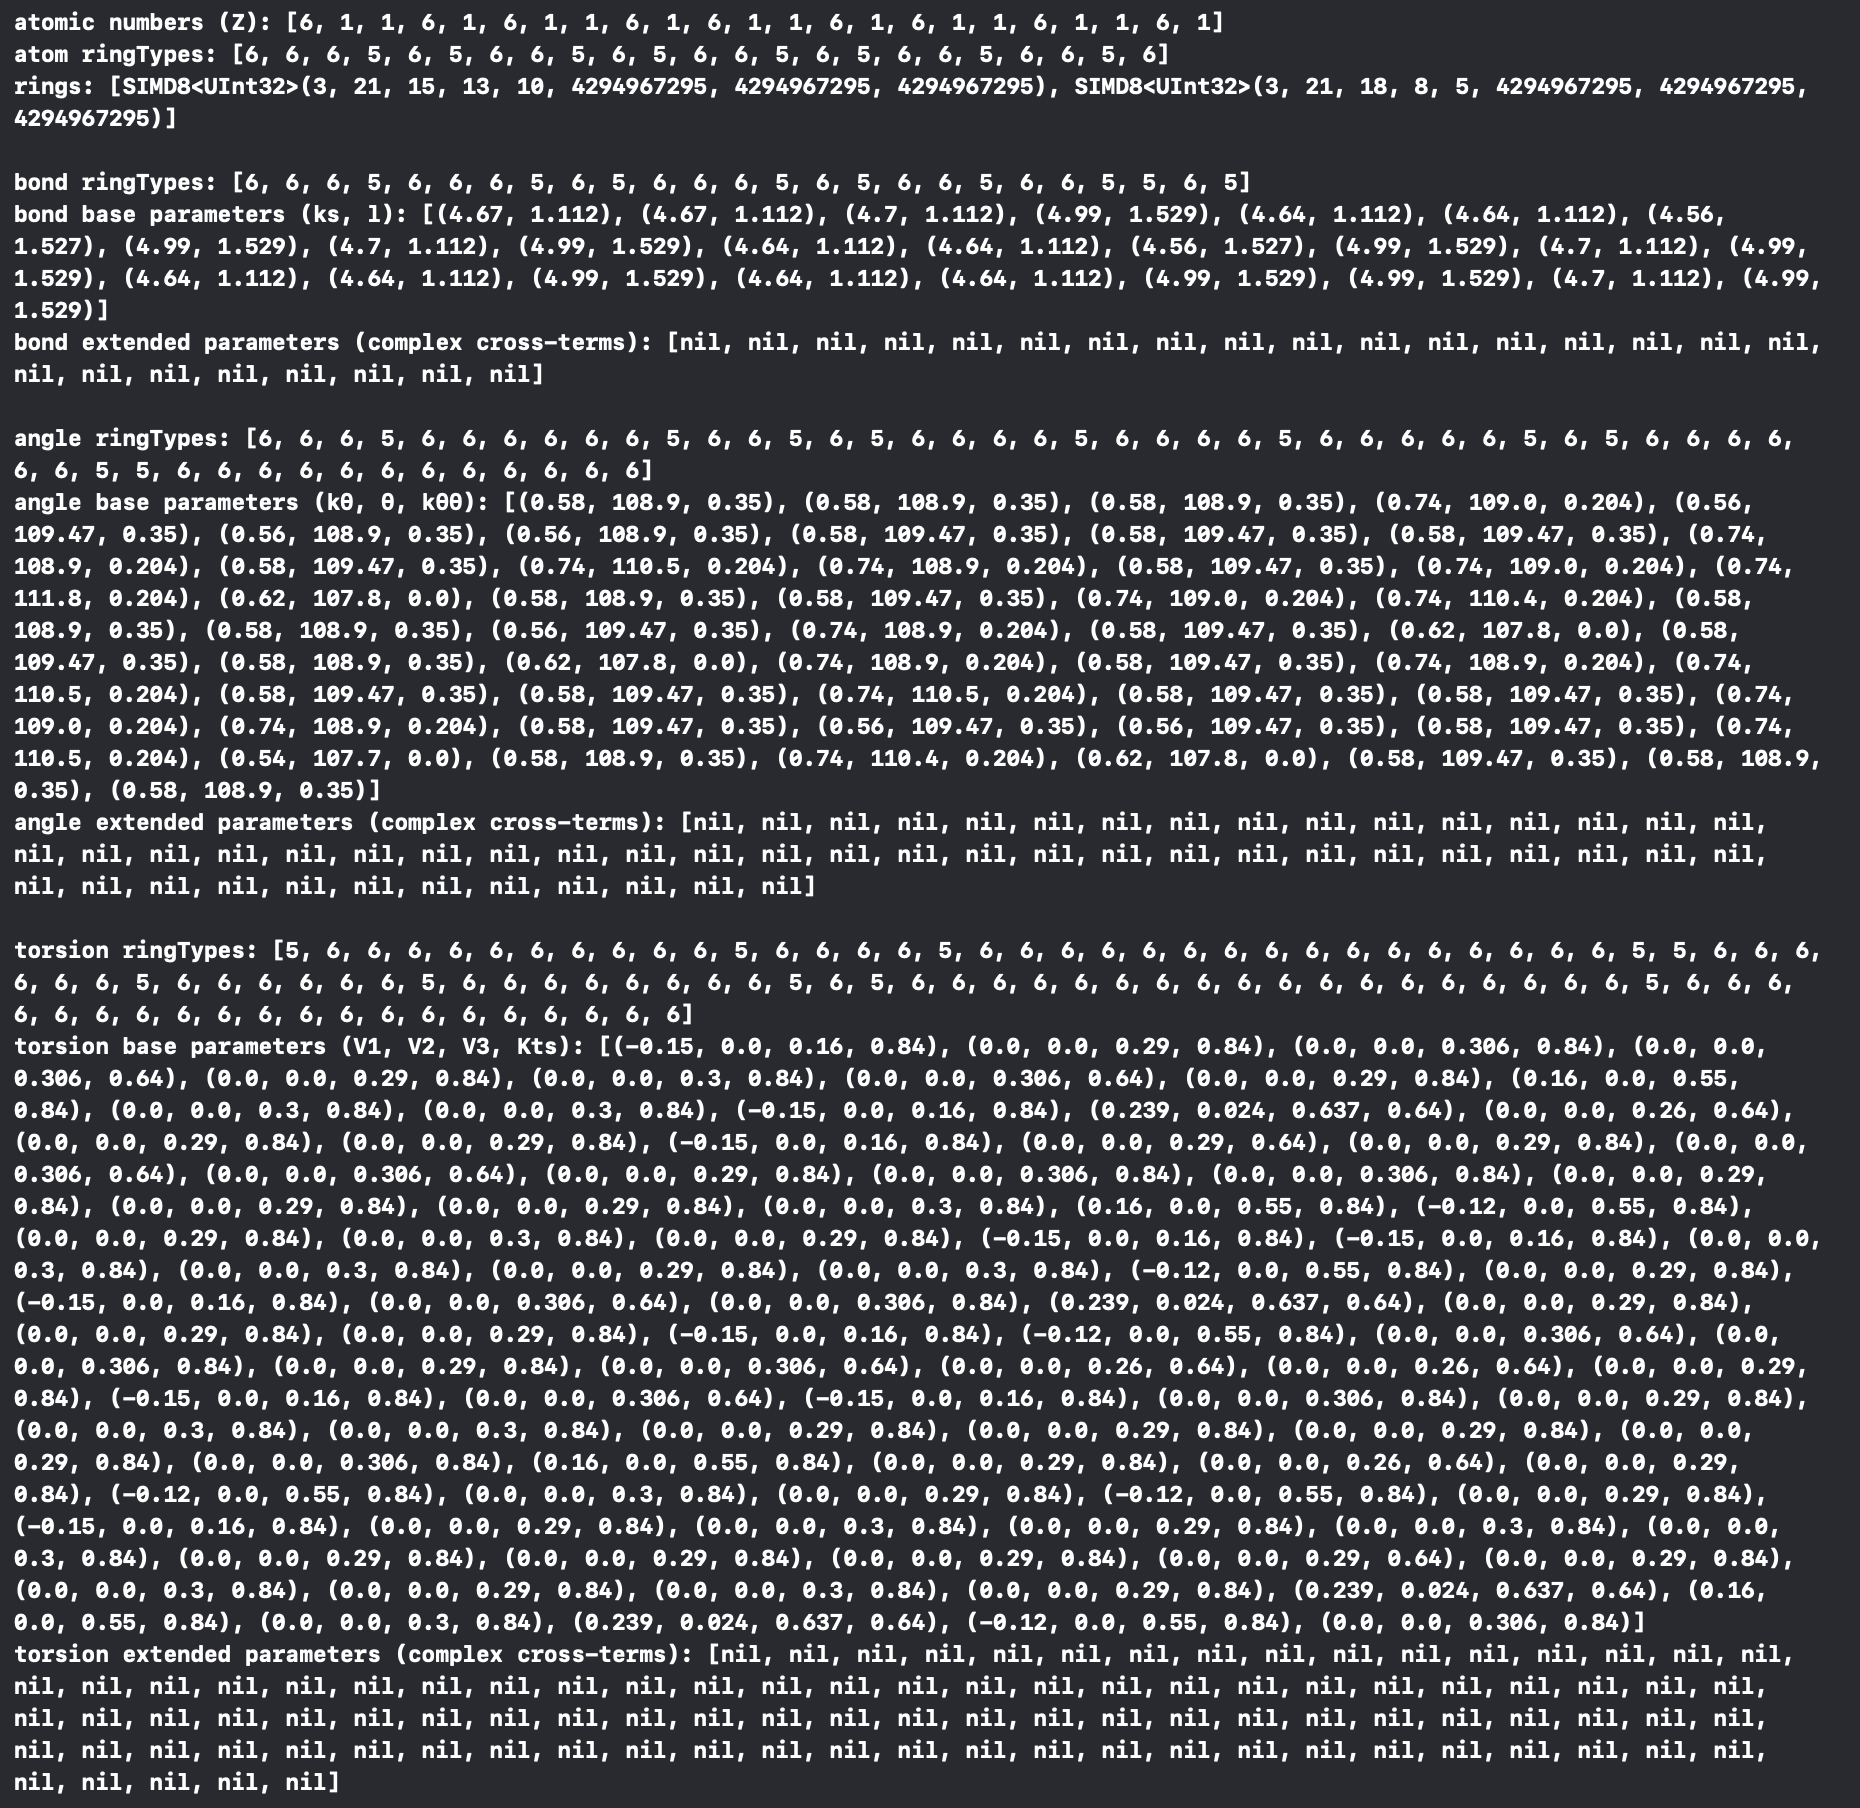 atomic numbers (Z): [6, 1, 1, 6, 1, 6, 1, 1, 6, 1, 6, 1, 1, 6, 1, 6, 1, 1, 6, 1, 1, 6, 1]
atom ringTypes: [6, 6, 6, 5, 6, 5, 6, 6, 5, 6, 5, 6, 6, 5, 6, 5, 6, 6, 5, 6, 6, 5, 6]
rings: [SIMD8<UInt32>(3, 21, 15, 13, 10, 4294967295, 4294967295, 4294967295), SIMD8<UInt32>(3, 21, 18, 8, 5, 4294967295, 4294967295,
4294967295)]
bond ringTypes: [6, 6, 6, 5, 6, 6, 6, 5, 6, 5, 6, 6, 6, 5, 6, 5, 6, 6, 5, 6, 6, 5, 5, 6, 5]
bond base parameters (ks, l): [(4.67, 1.112), (4.67, 1.112), (4.7, 1.112), (4.99, 1.529), (4.64, 1.112), (4.64, 1.112), (4.56,
1.527), (4.99, 1.529), (4.7, 1.112), (4.99, 1.529), (4.64, 1.112), (4.64, 1.112), (4.56, 1.527), (4.99, 1.529), (4.7, 1.112), (4.99,
1.529), (4.64, 1.112), (4.64, 1.112), (4.99, 1.529), (4.64, 1.112), (4.64, 1.112), (4.99, 1.529), (4.99, 1.529), (4.7, 1.112), (4.99,
1.529)]
bond extended parameters (complex cross-terms): [nil, nil, nil, nil, nil, nil, nil, nil, nil, nil, nil, nil, nil, nil, nil, nil, nil,
nil, nil, nil, nil, nil, nil, nil, nil]
angle ringTypes: [6, 6, 6, 5, 6, 6, 6, 6, 6, 6, 5, 6, 6, 5, 6, 5, 6, 6, 6, 6, 5, 6, 6, 6, 6, 5, 6, 6, 6, 6, 6, 5, 6, 5, 6, 6, 6, 6,
6, 6, 5, 5, 6, 6, 6, 6, 6, 6, 6, 6, 6, 6, 6, 6]
angle base parameters (kθ, θ, kθθ): [(0.58, 108.9, 0.35), (0.58, 108.9, 0.35), (0.58, 108.9, 0.35), (0.74, 109.0, 0.204), (0.56,
109.47, 0.35), (0.56, 108.9, 0.35), (0.56, 108.9, 0.35), (0.58, 109.47, 0.35), (0.58, 109.47, 0.35), (0.58, 109.47, 0.35), (0.74,
108.9, 0.204), (0.58, 109.47, 0.35), (0.74, 110.5, 0.204), (0.74, 108.9, 0.204), (0.58, 109.47, 0.35), (0.74, 109.0, 0.204), (0.74,
111.8, 0.204), (0.62, 107.8, 0.0), (0.58, 108.9, 0.35), (0.58, 109.47, 0.35), (0.74, 109.0, 0.204), (0.74, 110.4, 0.204), (0.58,
108.9, 0.35), (0.58, 108.9, 0.35), (0.56, 109.47, 0.35), (0.74, 108.9, 0.204), (0.58, 109.47, 0.35), (0.62, 107.8, 0.0), (0.58,
109.47, 0.35), (0.58, 108.9, 0.35), (0.62, 107.8, 0.0), (0.74, 108.9, 0.204), (0.58, 109.47, 0.35), (0.74, 108.9, 0.204), (0.74,
110.5, 0.204), (0.58, 109.47, 0.35), (0.58, 109.47, 0.35), (0.74, 110.5, 0.204), (0.58, 109.47, 0.35), (0.58, 109.47, 0.35), (0.74,
109.0, 0.204), (0.74, 108.9, 0.204), (0.58, 109.47, 0.35), (0.56, 109.47, 0.35), (0.56, 109.47, 0.35), (0.58, 109.47, 0.35), (0.74,
110.5, 0.204), (0.54, 107.7, 0.0), (0.58, 108.9, 0.35), (0.74, 110.4, 0.204), (0.62, 107.8, 0.0), (0.58, 109.47, 0.35), (0.58, 108.9,
0.35), (0.58, 108.9, 0.35)]
angle extended parameters (complex cross-terms): [nil, nil, nil, nil, nil, nil, nil, nil, nil, nil, nil, nil, nil, nil, nil, nil,
nil, nil, nil, nil, nil, nil, nil, nil, nil, nil, nil, nil, nil, nil, nil, nil, nil, nil, nil, nil, nil, nil, nil, nil, nil, nil,
nil, nil, nil, nil, nil, nil, nil, nil, nil, nil, nil, nil]
torsion ringTypes: [5, 6, 6, 6, 6, 6, 6, 6, 6, 6, 6, 5, 6, 6, 6, 6, 5, 6, 6, 6, 6, 6, 6, 6, 6, 6, 6, 6, 6, 6, 6, 6, 6, 5, 5, 6, 6, 6,
6, 6, 6, 5, 6, 6, 6, 6, 6, 6, 5, 6, 6, 6, 6, 6, 6, 6, 6, 5, 6, 5, 6, 6, 6, 6, 6, 6, 6, 6, 6, 6, 6, 6, 6, 6, 6, 6, 6, 6, 5, 6, 6, 6,
6, 6, 6, 6, 6, 6, 6, 6, 6, 6, 6, 6, 6, 6, 6, 6, 6]
torsion base parameters (V1, V2, V3, Kts): [(-0.15, 0.0, 0.16, 0.84), (0.0, 0.0, 0.29, 0.84), (0.0, 0.0, 0.306, 0.84), (0.0, 0.0,
0.306, 0.64), (0.0, 0.0, 0.29, 0.84), (0.0, 0.0, 0.3, 0.84), (0.0, 0.0, 0.306, 0.64), (0.0, 0.0, 0.29, 0.84), (0.16, 0.0, 0.55,
0.84), (0.0, 0.0, 0.3, 0.84), (0.0, 0.0, 0.3, 0.84), (-0.15, 0.0, 0.16, 0.84), (0.239, 0.024, 0.637, 0.64), (0.0, 0.0, 0.26, 0.64),
(0.0, 0.0, 0.29, 0.84), (0.0, 0.0, 0.29, 0.84), (-0.15, 0.0, 0.16, 0.84), (0.0, 0.0, 0.29, 0.64), (0.0, 0.0, 0.29, 0.84), (0.0, 0.0,
0.306, 0.64), (0.0, 0.0, 0.306, 0.64), (0.0, 0.0, 0.29, 0.84), (0.0, 0.0, 0.306, 0.84), (0.0, 0.0, 0.306, 0.84), (0.0, 0.0, 0.29,
0.84), (0.0, 0.0, 0.29, 0.84), (0.0, 0.0, 0.29, 0.84), (0.0, 0.0, 0.3, 0.84), (0.16, 0.0, 0.55, 0.84), (-0.12, 0.0, 0.55, 0.84),
(0.0, 0.0, 0.29, 0.84), (0.0, 0.0, 0.3, 0.84), (0.0, 0.0, 0.29, 0.84), (-0.15, 0.0, 0.16, 0.84), (-0.15, 0.0, 0.16, 0.84), (0.0, 0.0,
0.3, 0.84), (0.0, 0.0, 0.3, 0.84), (0.0, 0.0, 0.29, 0.84), (0.0, 0.0, 0.3, 0.84), (-0.12, 0.0, 0.55, 0.84), (0.0, 0.0, 0.29, 0.84),
(-0.15, 0.0, 0.16, 0.84), (0.0, 0.0, 0.306, 0.64), (0.0, 0.0, 0.306, 0.84), (0.239, 0.024, 0.637, 0.64), (0.0, 0.0, 0.29, 0.84),
(0.0, 0.0, 0.29, 0.84), (0.0, 0.0, 0.29, 0.84), (-0.15, 0.0, 0.16, 0.84), (-0.12, 0.0, 0.55, 0.84), (0.0, 0.0, 0.306, 0.64), (0.0,
0.0, 0.306, 0.84), (0.0, 0.0, 0.29, 0.84), (0.0, 0.0, 0.306, 0.64), (0.0, 0.0, 0.26, 0.64), (0.0, 0.0, 0.26, 0.64), (0.0, 0.0, 0.29,
0.84), (-0.15, 0.0, 0.16, 0.84), (0.0, 0.0, 0.306, 0.64), (-0.15, 0.0, 0.16, 0.84), (0.0, 0.0, 0.306, 0.84), (0.0, 0.0, 0.29, 0.84),
(0.0, 0.0, 0.3, 0.84), (0.0, 0.0, 0.3, 0.84), (0.0, 0.0, 0.29, 0.84), (0.0, 0.0, 0.29, 0.84), (0.0, 0.0, 0.29, 0.84), (0.0, 0.0,
0.29, 0.84), (0.0, 0.0, 0.306, 0.84), (0.16, 0.0, 0.55, 0.84), (0.0, 0.0, 0.29, 0.84), (0.0, 0.0, 0.26, 0.64), (0.0, 0.0, 0.29,
0.84), (-0.12, 0.0, 0.55, 0.84), (0.0, 0.0, 0.3, 0.84), (0.0, 0.0, 0.29, 0.84), (-0.12, 0.0, 0.55, 0.84), (0.0, 0.0, 0.29, 0.84),
(-0.15, 0.0, 0.16, 0.84), (0.0, 0.0, 0.29, 0.84), (0.0, 0.0, 0.3, 0.84), (0.0, 0.0, 0.29, 0.84), (0.0, 0.0, 0.3, 0.84), (0.0, 0.0,
0.3, 0.84), (0.0, 0.0, 0.29, 0.84), (0.0, 0.0, 0.29, 0.84), (0.0, 0.0, 0.29, 0.84), (0.0, 0.0, 0.29, 0.64), (0.0, 0.0, 0.29, 0.84),
(0.0, 0.0, 0.3, 0.84), (0.0, 0.0, 0.29, 0.84), (0.0, 0.0, 0.3, 0.84), (0.0, 0.0, 0.29, 0.84), (0.239, 0.024, 0.637, 0.64), (0.16,
0.0, 0.55, 0.84), (0.0, 0.0, 0.3, 0.84), (0.239, 0.024, 0.637, 0.64), (-0.12, 0.0, 0.55, 0.84), (0.0, 0.0, 0.306, 0.84)]
torsion extended parameters (complex cross-terms): [nil, nil, nil, nil, nil, nil, nil, nil, nil, nil, nil, nil, nil, nil, nil, nil,
nil, nil, nil, nil, nil, nil, nil, nil, nil, nil, nil, nil, nil, nil, nil, nil, nil, nil, nil, nil, nil, nil, nil, nil, nil, nil,
nil, nil, nil, nil, nil, nil, nil, nil, nil, nil, nil, nil, nil, nil, nil, nil, nil, nil, nil, nil, nil, nil, nil, nil, nil, nil,
nil, nil, nil, nil, nil, nil, nil, nil, nil, nil, nil, nil, nil, nil, nil, nil, nil, nil, nil, nil, nil, nil, nil, nil, nil, nil,
nil, nil, nil, nil, nil]